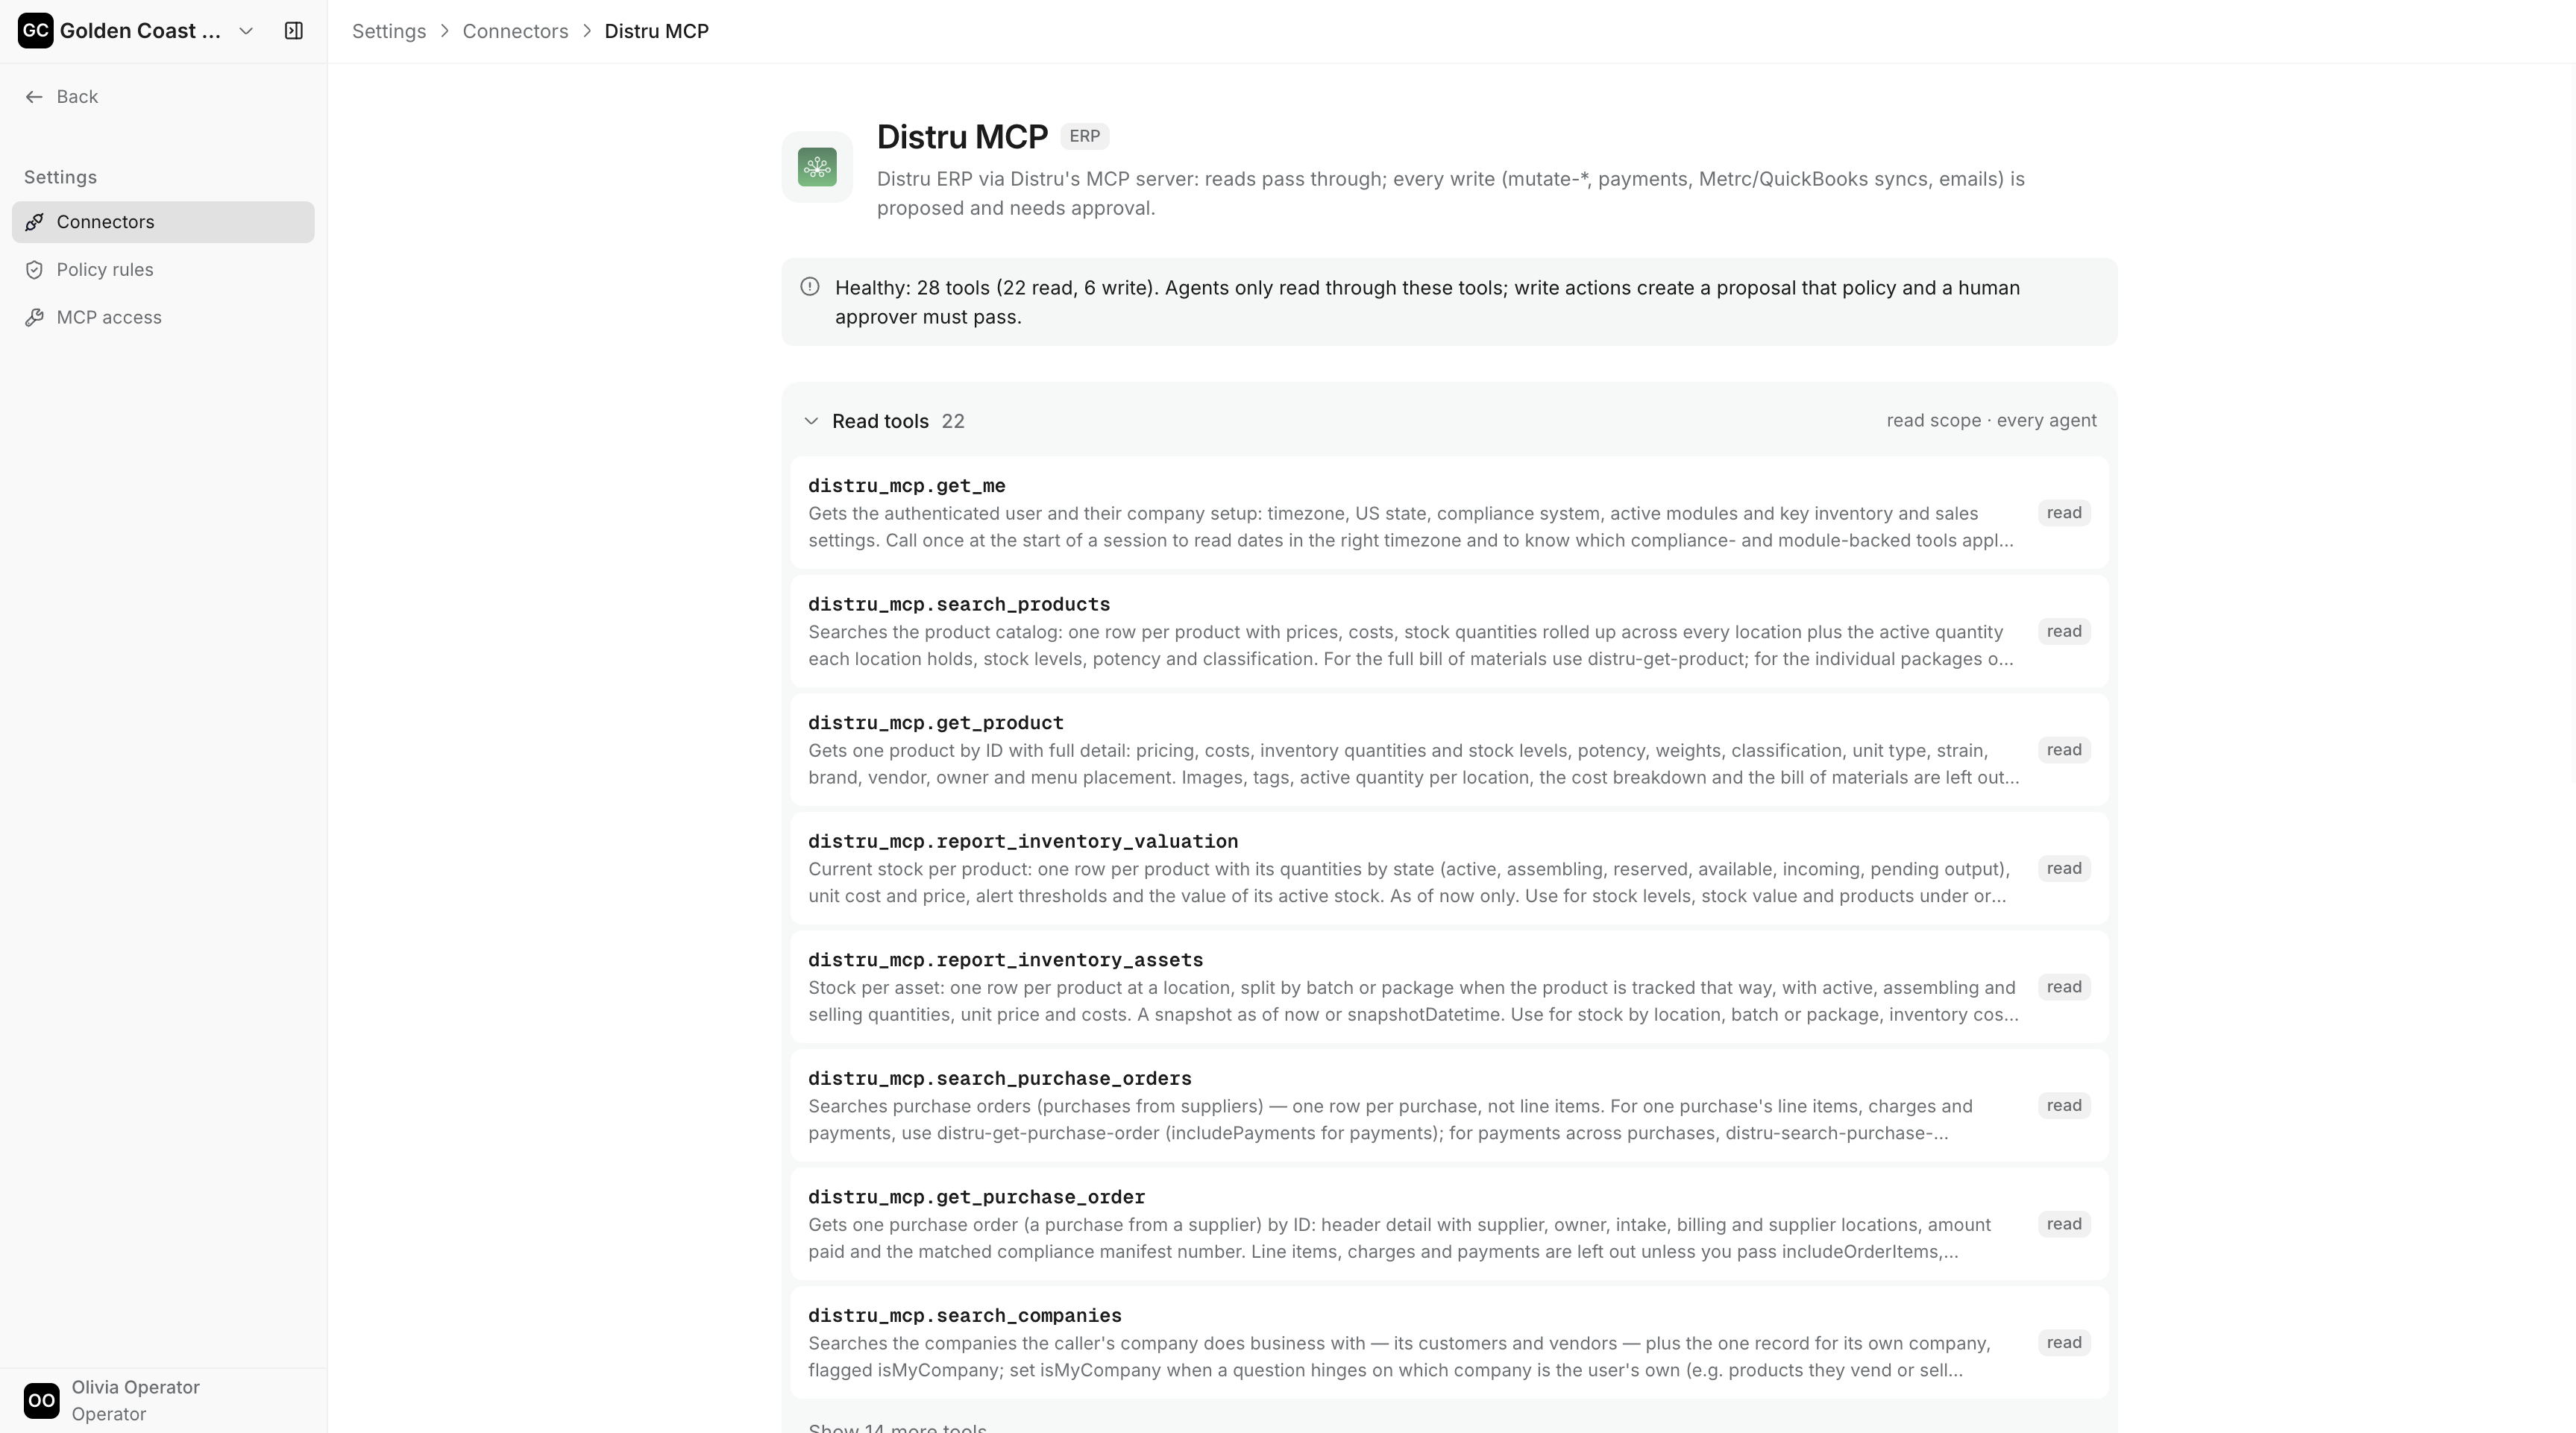 GC Golden Coast ...
Settings > Connectors > Distru MCP
Back
Settings
Connectors
Policy rules
MCP access
OO
Olivia Operator
Operator
Distru MCP ERP
Distru ERP via Distru's MCP server: reads pass through; every write (mutate-*, payments, Metrc/QuickBooks syncs, emails) is
proposed and needs approval.
Healthy: 28 tools (22 read, 6 write). Agents only read through these tools; write actions create a proposal that policy and a human
approver must pass.
Read tools 22
read scope · every agent
distru_mcp.get_me
Gets the authenticated user and their company setup: timezone, US state, compliance system, active modules and key inventory and sales
settings. Call once at the start of a session to read dates in the right timezone and to know which compliance- and module-backed tools appl...
read
distru_mcp.search_products
Searches the product catalog: one row per product with prices, costs, stock quantities rolled up across every location plus the active quantity
each location holds, stock levels, potency and classification. For the full bill of materials use distru-get-product; for the individual packages o...
read
distru_mcp.get_product
Gets one product by ID with full detail: pricing, costs, inventory quantities and stock levels, potency, weights, classification, unit type, strain,
brand, vendor, owner and menu placement. Images, tags, active quantity per location, the cost breakdown and the bill of materials are left out...
read
distru_mcp.report_inventory_valuation
Current stock per product: one row per product with its quantities by state (active, assembling, reserved, available, incoming, pending output),
unit cost and price, alert thresholds and the value of its active stock. As of now only. Use for stock levels, stock value and products under or...
read
distru_mcp.report_inventory_assets
Stock per asset: one row per product at a location, split by batch or package when the product is tracked that way, with active, assembling and
selling quantities, unit price and costs. A snapshot as of now or snapshotDatetime. Use for stock by location, batch or package, inventory cos...
read
distru_mcp.search_purchase_orders
Searches purchase orders (purchases from suppliers) — one row per purchase, not line items. For one purchase's line items, charges and
payments, use distru-get-purchase-order (includePayments for payments); for payments across purchases, distru-search-purchase-...
read
distru_mcp.get_purchase_order
Gets one purchase order (a purchase from a supplier) by ID: header detail with supplier, owner, intake, billing and supplier locations, amount
paid and the matched compliance manifest number. Line items, charges and payments are left out unless you pass includeOrderItems,...
read
distru_mcp.search_companies
Searches the companies the caller's company does business with — its customers and vendors — plus the one record for its own company,
flagged isMyCompany; set isMyCompany when a question hinges on which company is the user's own (e.g. products they vend or sell...
read
Show 14 more tools